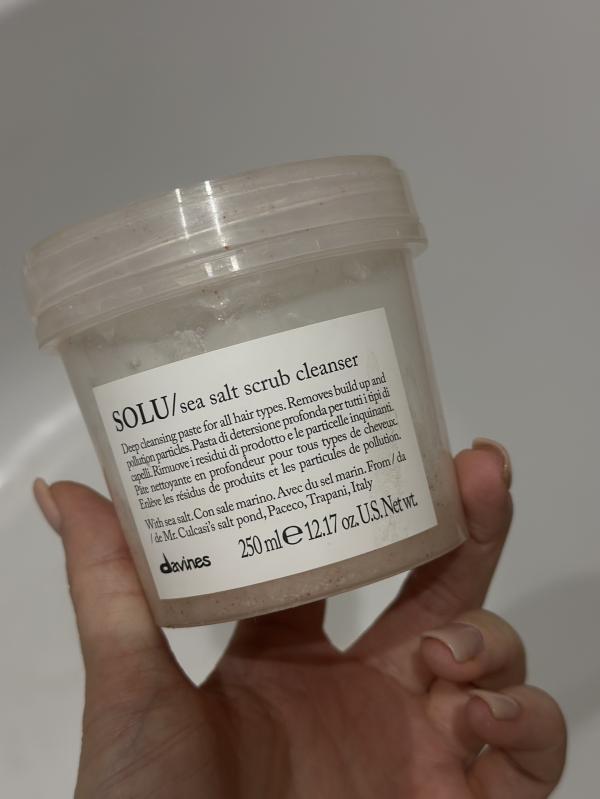 SOLU/sea salt scrub cleanser
Deep cleansing paste for all hair types. Removes build up and
pollution particles. Pasta di detersione profonda per tutti i tipi di
capelli. Rimuove i residui di prodotto e le particelle inquinanti.
Pâte nettoyante en profondeur pour tous types de cheveux.
Enlève les résidus de produits et les particules de pollution.
With sea salt. Con sale marino. Avec du sel marin. From / da
/ de Mr. Culcasi's salt pond, Paceco, Trapani, Italy
davines 250 ml ℮ 12.17 oz. U.S. Net wt.